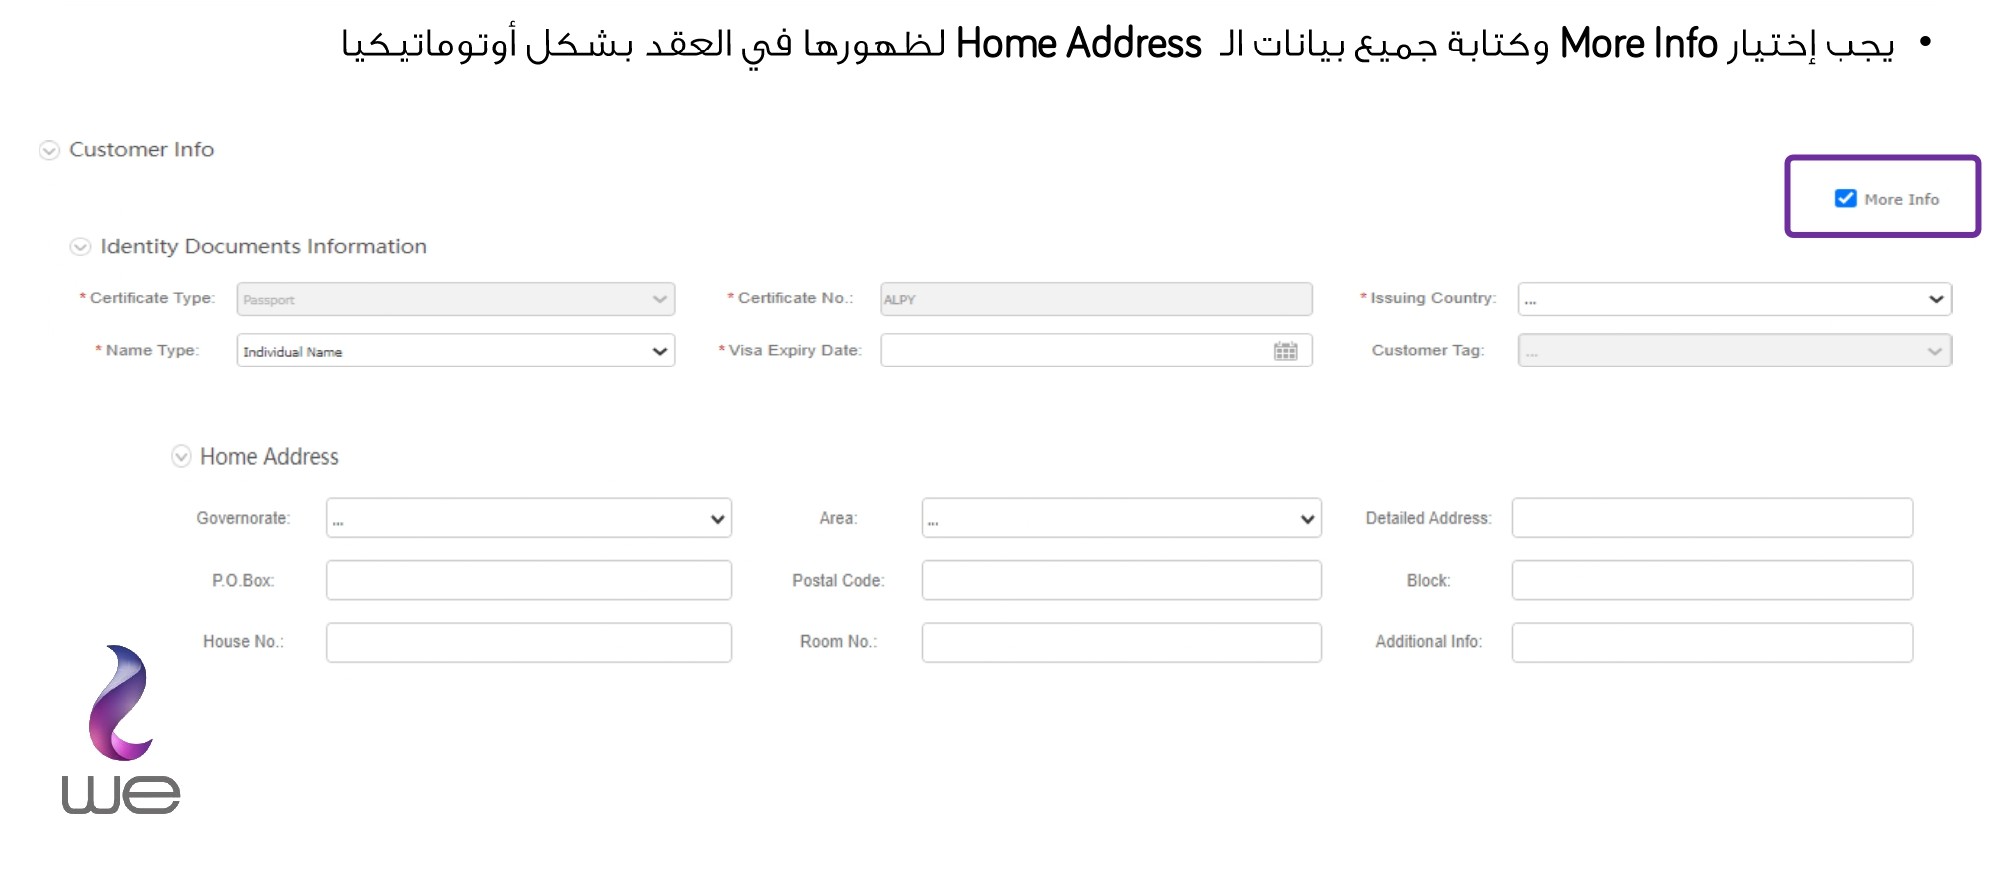 • يجب إختيار More Info وكتابة جميع بيانات الـ Home Address لظهورها في العقد بشكل أوتوماتيكيا
Customer Info
More Info
Identity Documents Information
* Certificate Type: Passport * Certificate No.: ALPY * Issuing Country: ...
* Name Type: Individual Name * Visa Expiry Date: Customer Tag: ...
Home Address
Governorate: ... Area: ... Detailed Address:
P.O.Box: Postal Code: Block:
House No.: Room No.: Additional Info:
we